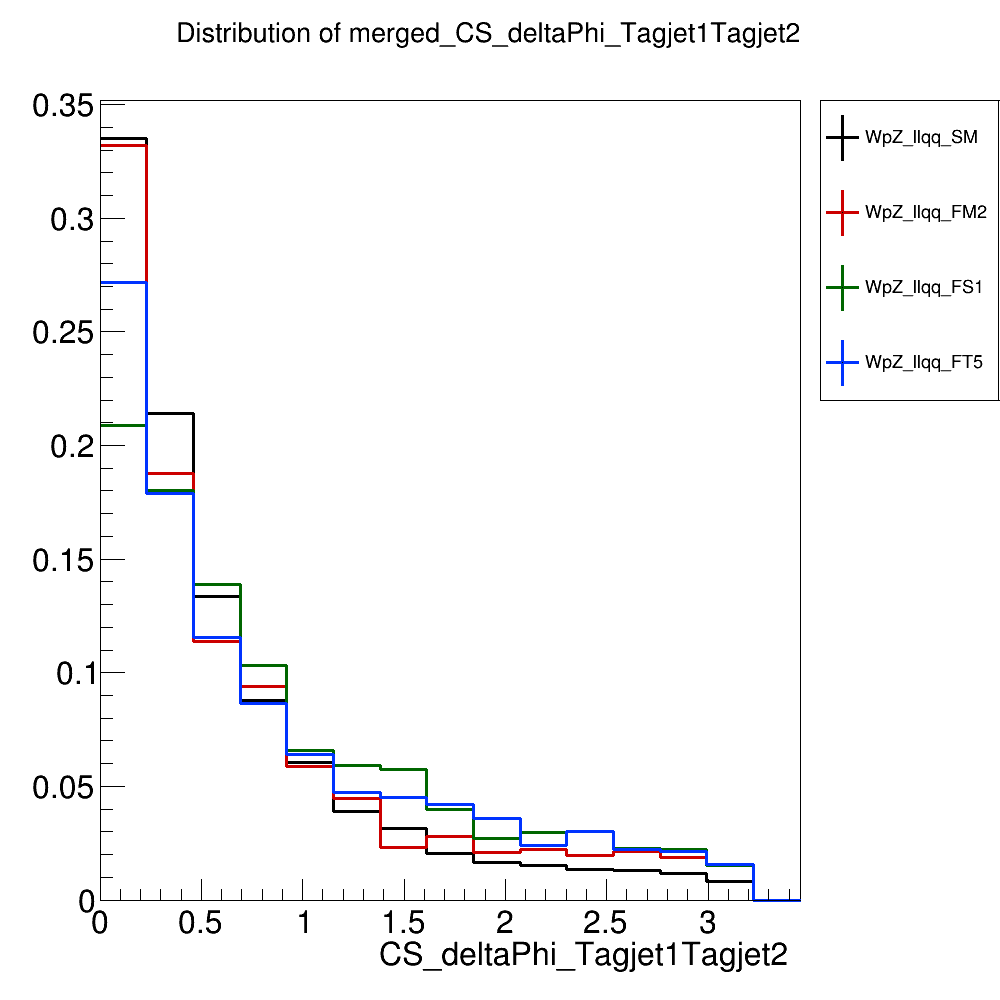 Distribution of merged_CS_deltaPhi_Tagjet1Tagjet2
0.35
0.3
0.25
0.2
0.15
0.1
0.05
0
0 0.5 1 1.5 2 2.5 3
CS_deltaPhi_Tagjet1Tagjet2
WpZ_llqq_SM
WpZ_llqq_FM2
WpZ_llqq_FS1
WpZ_llqq_FT5